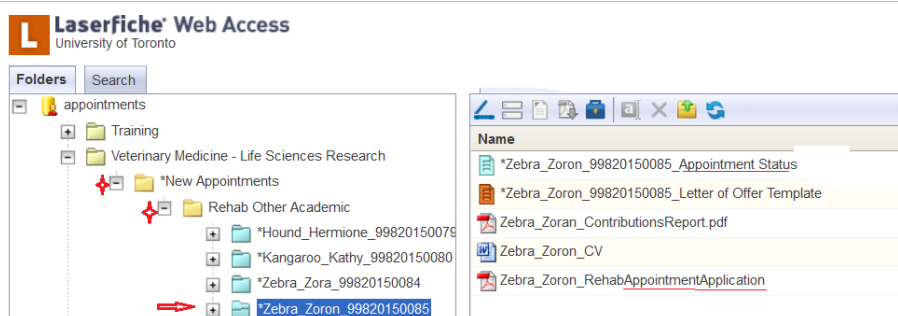 Laserfiche® Web Access
University of Toronto
Folders
Search
appointments
Training
Veterinary Medicine - Life Sciences Research
*New Appointments
Rehab Other Academic
*Hound_Hermione_99820150079
*Kangaroo_Kathy_99820150080
*Zebra_Zora_99820150084
*Zebra_Zoron_99820150085
Name
*Zebra_Zoron_99820150085_Appointment Status
*Zebra_Zoron_99820150085_Letter of Offer Template
Zebra_Zoran_ContributionsReport.pdf
Zebra_Zoron_CV
Zebra_Zoron_RehabAppointmentApplication